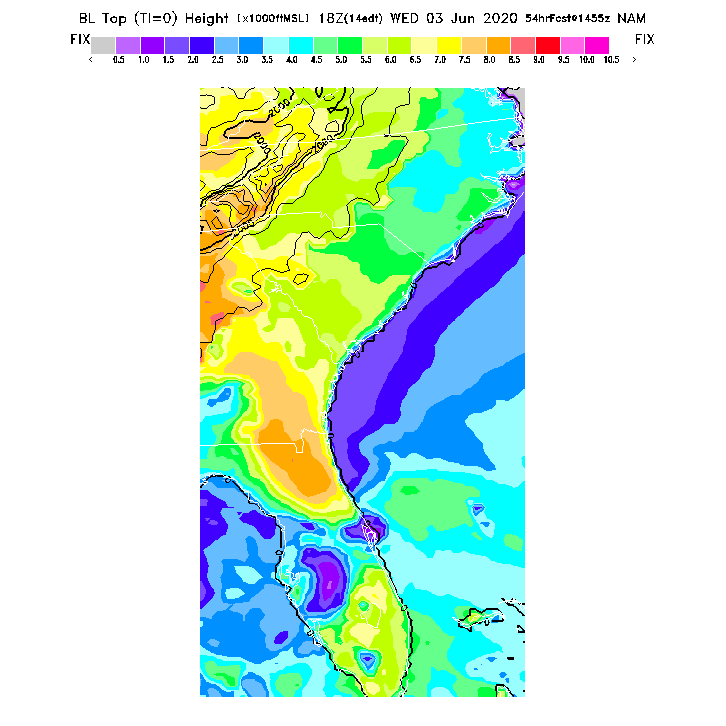 BL Top (TI=0) Height [x1000ftMSL] 18Z(14edt) WED 03 Jun 2020 54hrFcst@1455z NAM
FIX FIX
< 0.5 1.0 1.5 2.0 2.5 3.0 3.5 4.0 4.5 5.0 5.5 6.0 6.5 7.0 7.5 8.0 8.5 9.0 9.5 10.0 10.5 >
2000
2000
2000